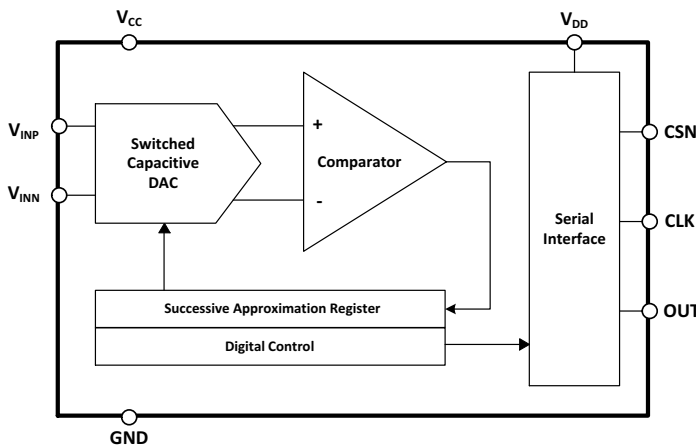 VCC
VDD
VINP
VINN
Switched
Capacitive
DAC
+
-
Comparator
Serial
Interface
CSN
CLK
OUT
Successive Approximation Register
Digital Control
GND